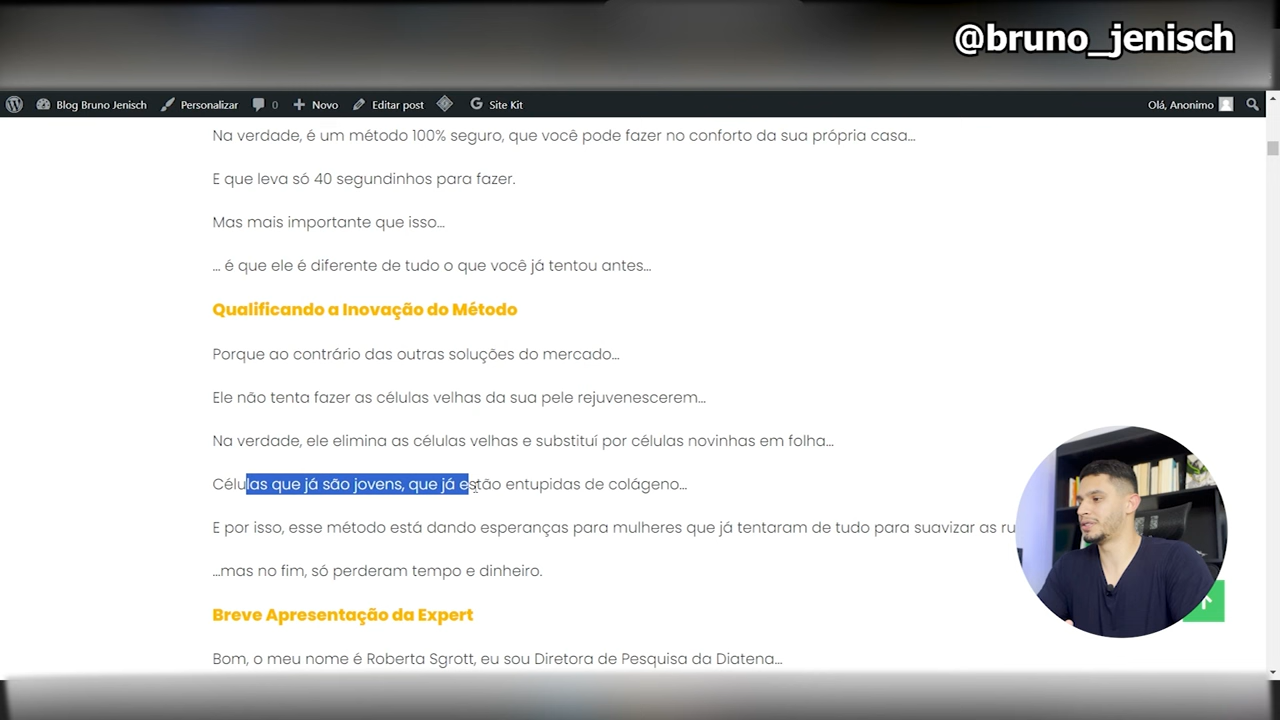 @bruno_jenisch
Blog Bruno Jenisch Personalizar 0 Novo Editar post Site Kit Olá, Anonimo
Na verdade, é um método 100% seguro, que você pode fazer no conforto da sua própria casa...
E que leva só 40 segundinhos para fazer.
Mas mais importante que isso...
... é que ele é diferente de tudo o que você já tentou antes...
Qualificando a Inovação do Método
Porque ao contrário das outras soluções do mercado...
Ele não tenta fazer as células velhas da sua pele rejuvenescerem...
Na verdade, ele elimina as células velhas e substituí por células novinhas em folha...
Células que já são jovens, que já estão entupidas de colágeno...
E por isso, esse método está dando esperanças para mulheres que já tentaram de tudo para suavizar as
...mas no fim, só perderam tempo e dinheiro.
Breve Apresentação da Expert
Bom, o meu nome é Roberta Sgrott, eu sou Diretora de Pesquisa da Diatena...